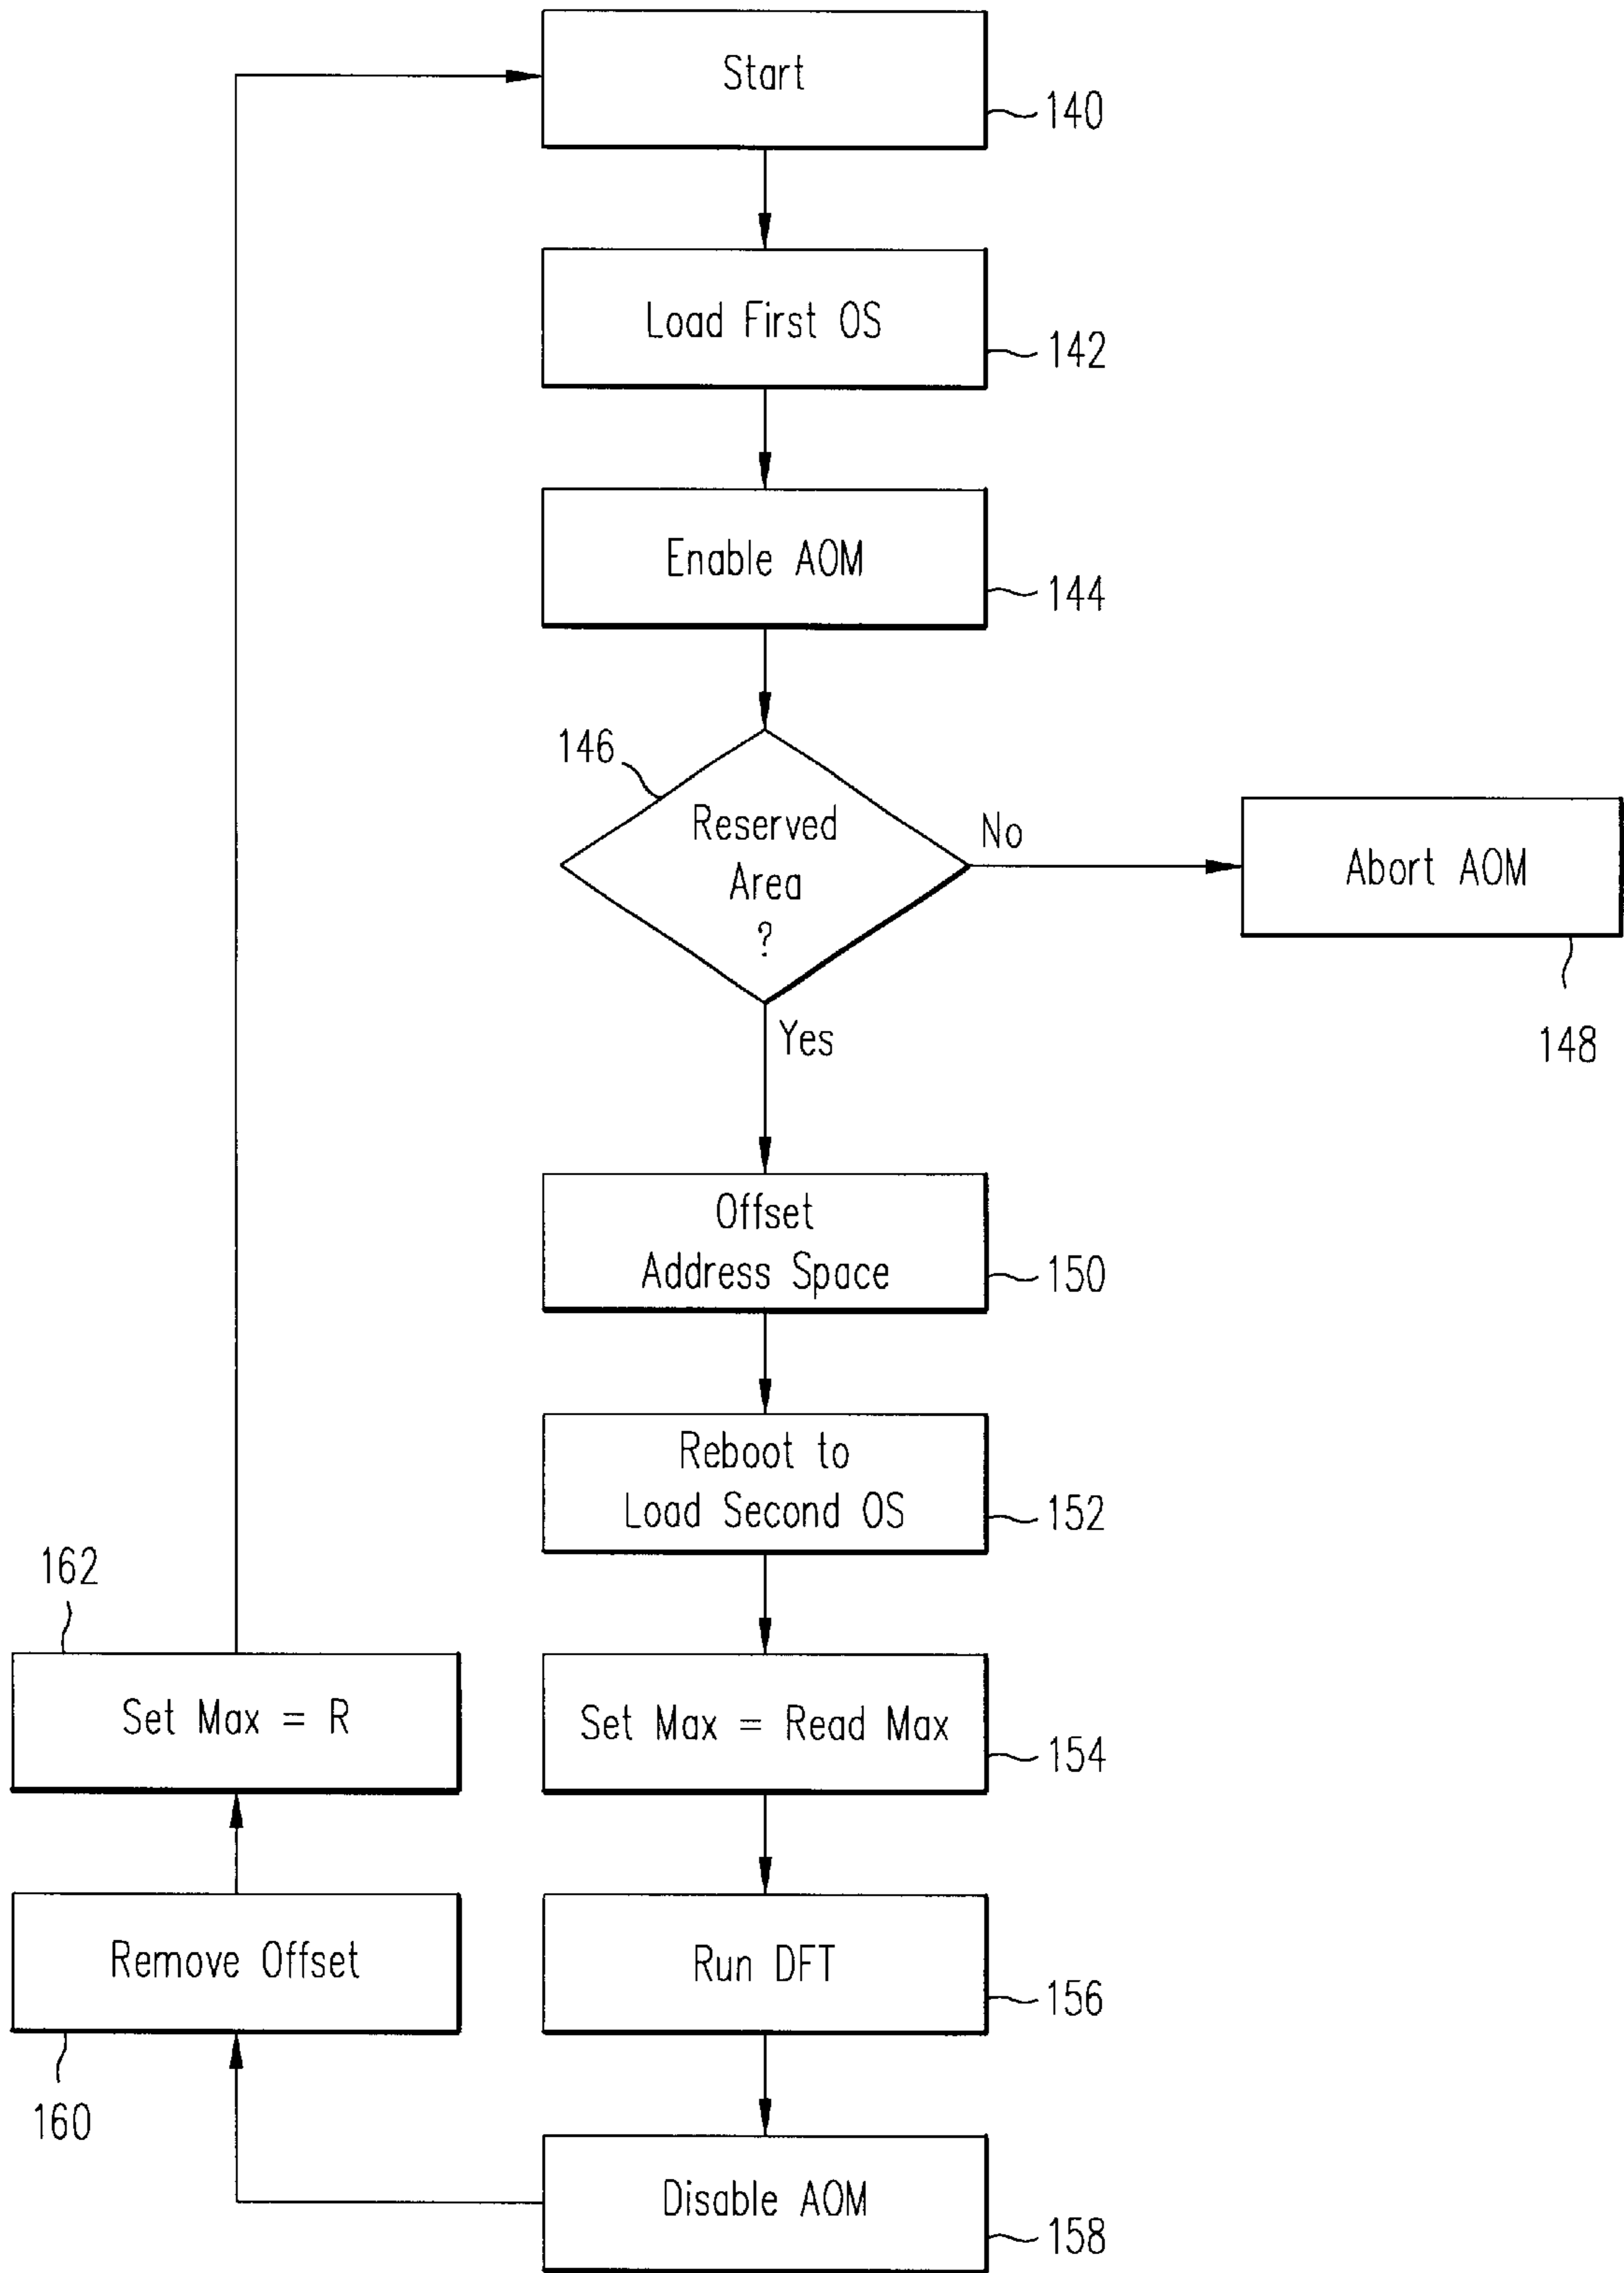 Start
140
Load First OS
142
Enable AOM
144
146
Reserved
Area
?
No
Abort AOM
148
Yes
Offset
Address Space
150
Reboot to
Load Second OS
152
162
Set Max = R
Set Max = Read Max
154
Remove Offset
160
Run DFT
156
Disable AOM
158